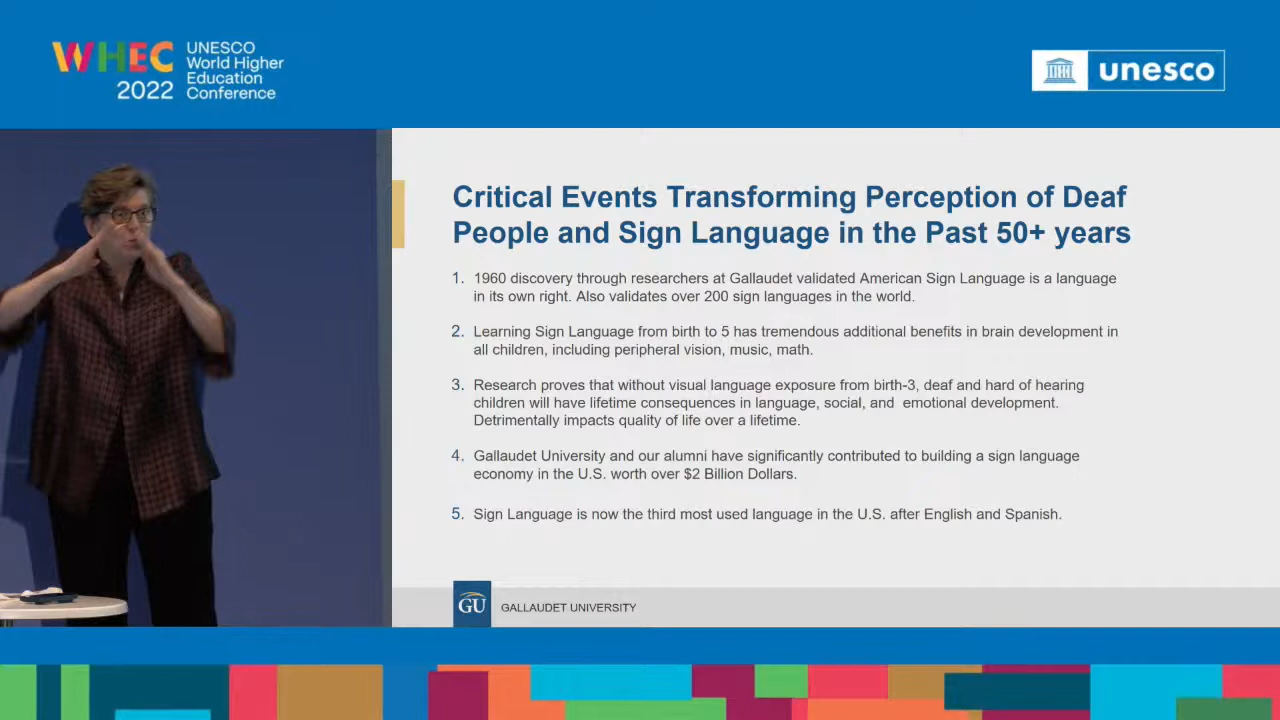 WHEC
2022
UNESCO
World Higher
Education
Conference
unesco
Critical Events Transforming Perception of Deaf
People and Sign Language in the Past 50+ years
1. 1960 discovery through researchers at Gallaudet validated American Sign Language is a language
in its own right. Also validates over 200 sign languages in the world.
2. Learning Sign Language from birth to 5 has tremendous additional benefits in brain development in
all children, including peripheral vision, music, math.
3. Research proves that without visual language exposure from birth-3, deaf and hard of hearing
children will have lifetime consequences in language, social, and emotional development.
Detrimentally impacts quality of life over a lifetime.
4. Gallaudet University and our alumni have significantly contributed to building a sign language
economy in the U.S. worth over $2 Billion Dollars.
5. Sign Language is now the third most used language in the U.S. after English and Spanish.
GU
GALLAUDET UNIVERSITY